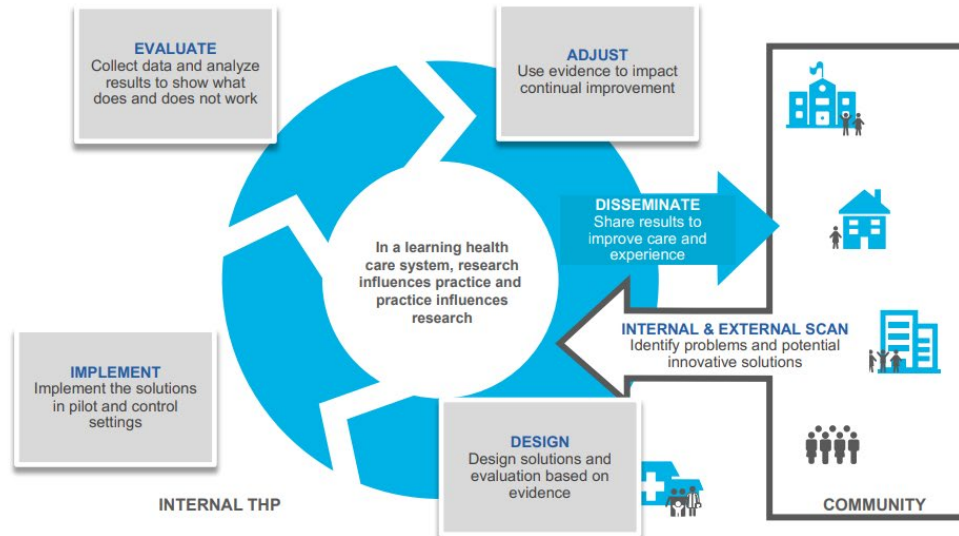 EVALUATE
Collect data and analyze
results to show what
does and does not work
ADJUST
Use evidence to impact
continual improvement
DISSEMINATE
Share results to
improve care and
experience
In a learning health
care system, research
influences practice and
practice influences
research
INTERNAL & EXTERNAL SCAN
Identify problems and potential
innovative solutions
IMPLEMENT
Implement the solutions
in pilot and control
settings
DESIGN
Design solutions and
evaluation based on
evidence
INTERNAL THP
COMMUNITY